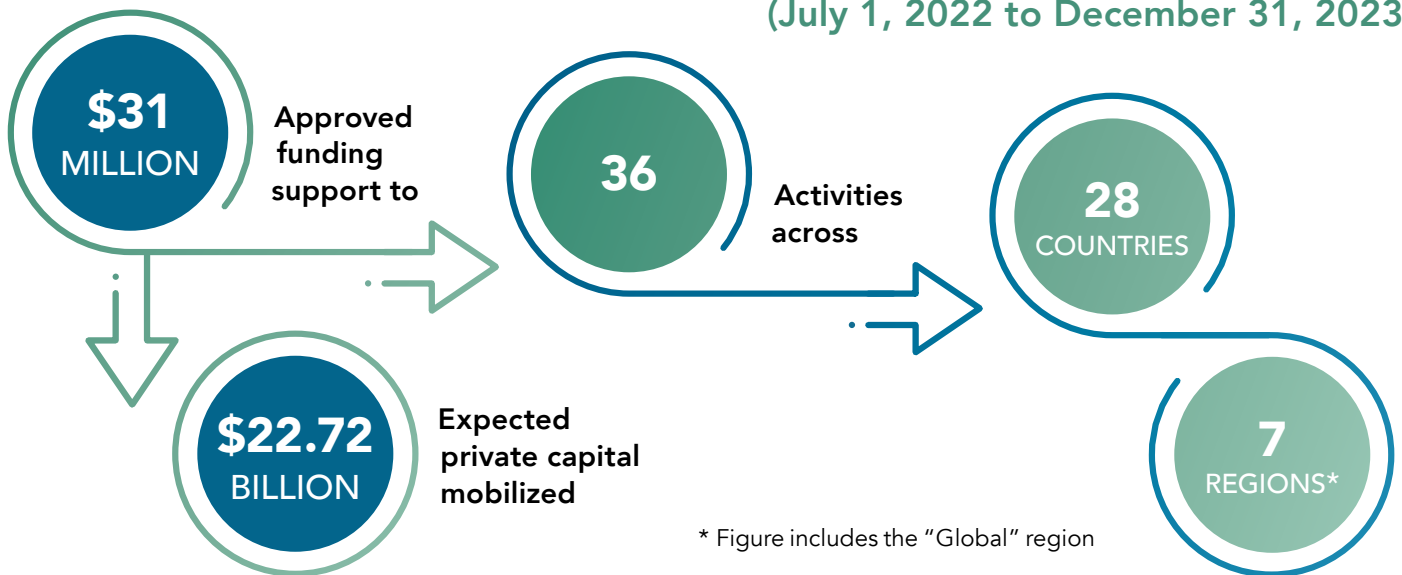 (July 1, 2022 to December 31, 2023
$31
MILLION
Approved
funding
support to
36
Activities
across
28
COUNTRIES
$22.72
BILLION
Expected
private capital
mobilized
7
REGIONS*
* Figure includes the “Global” region